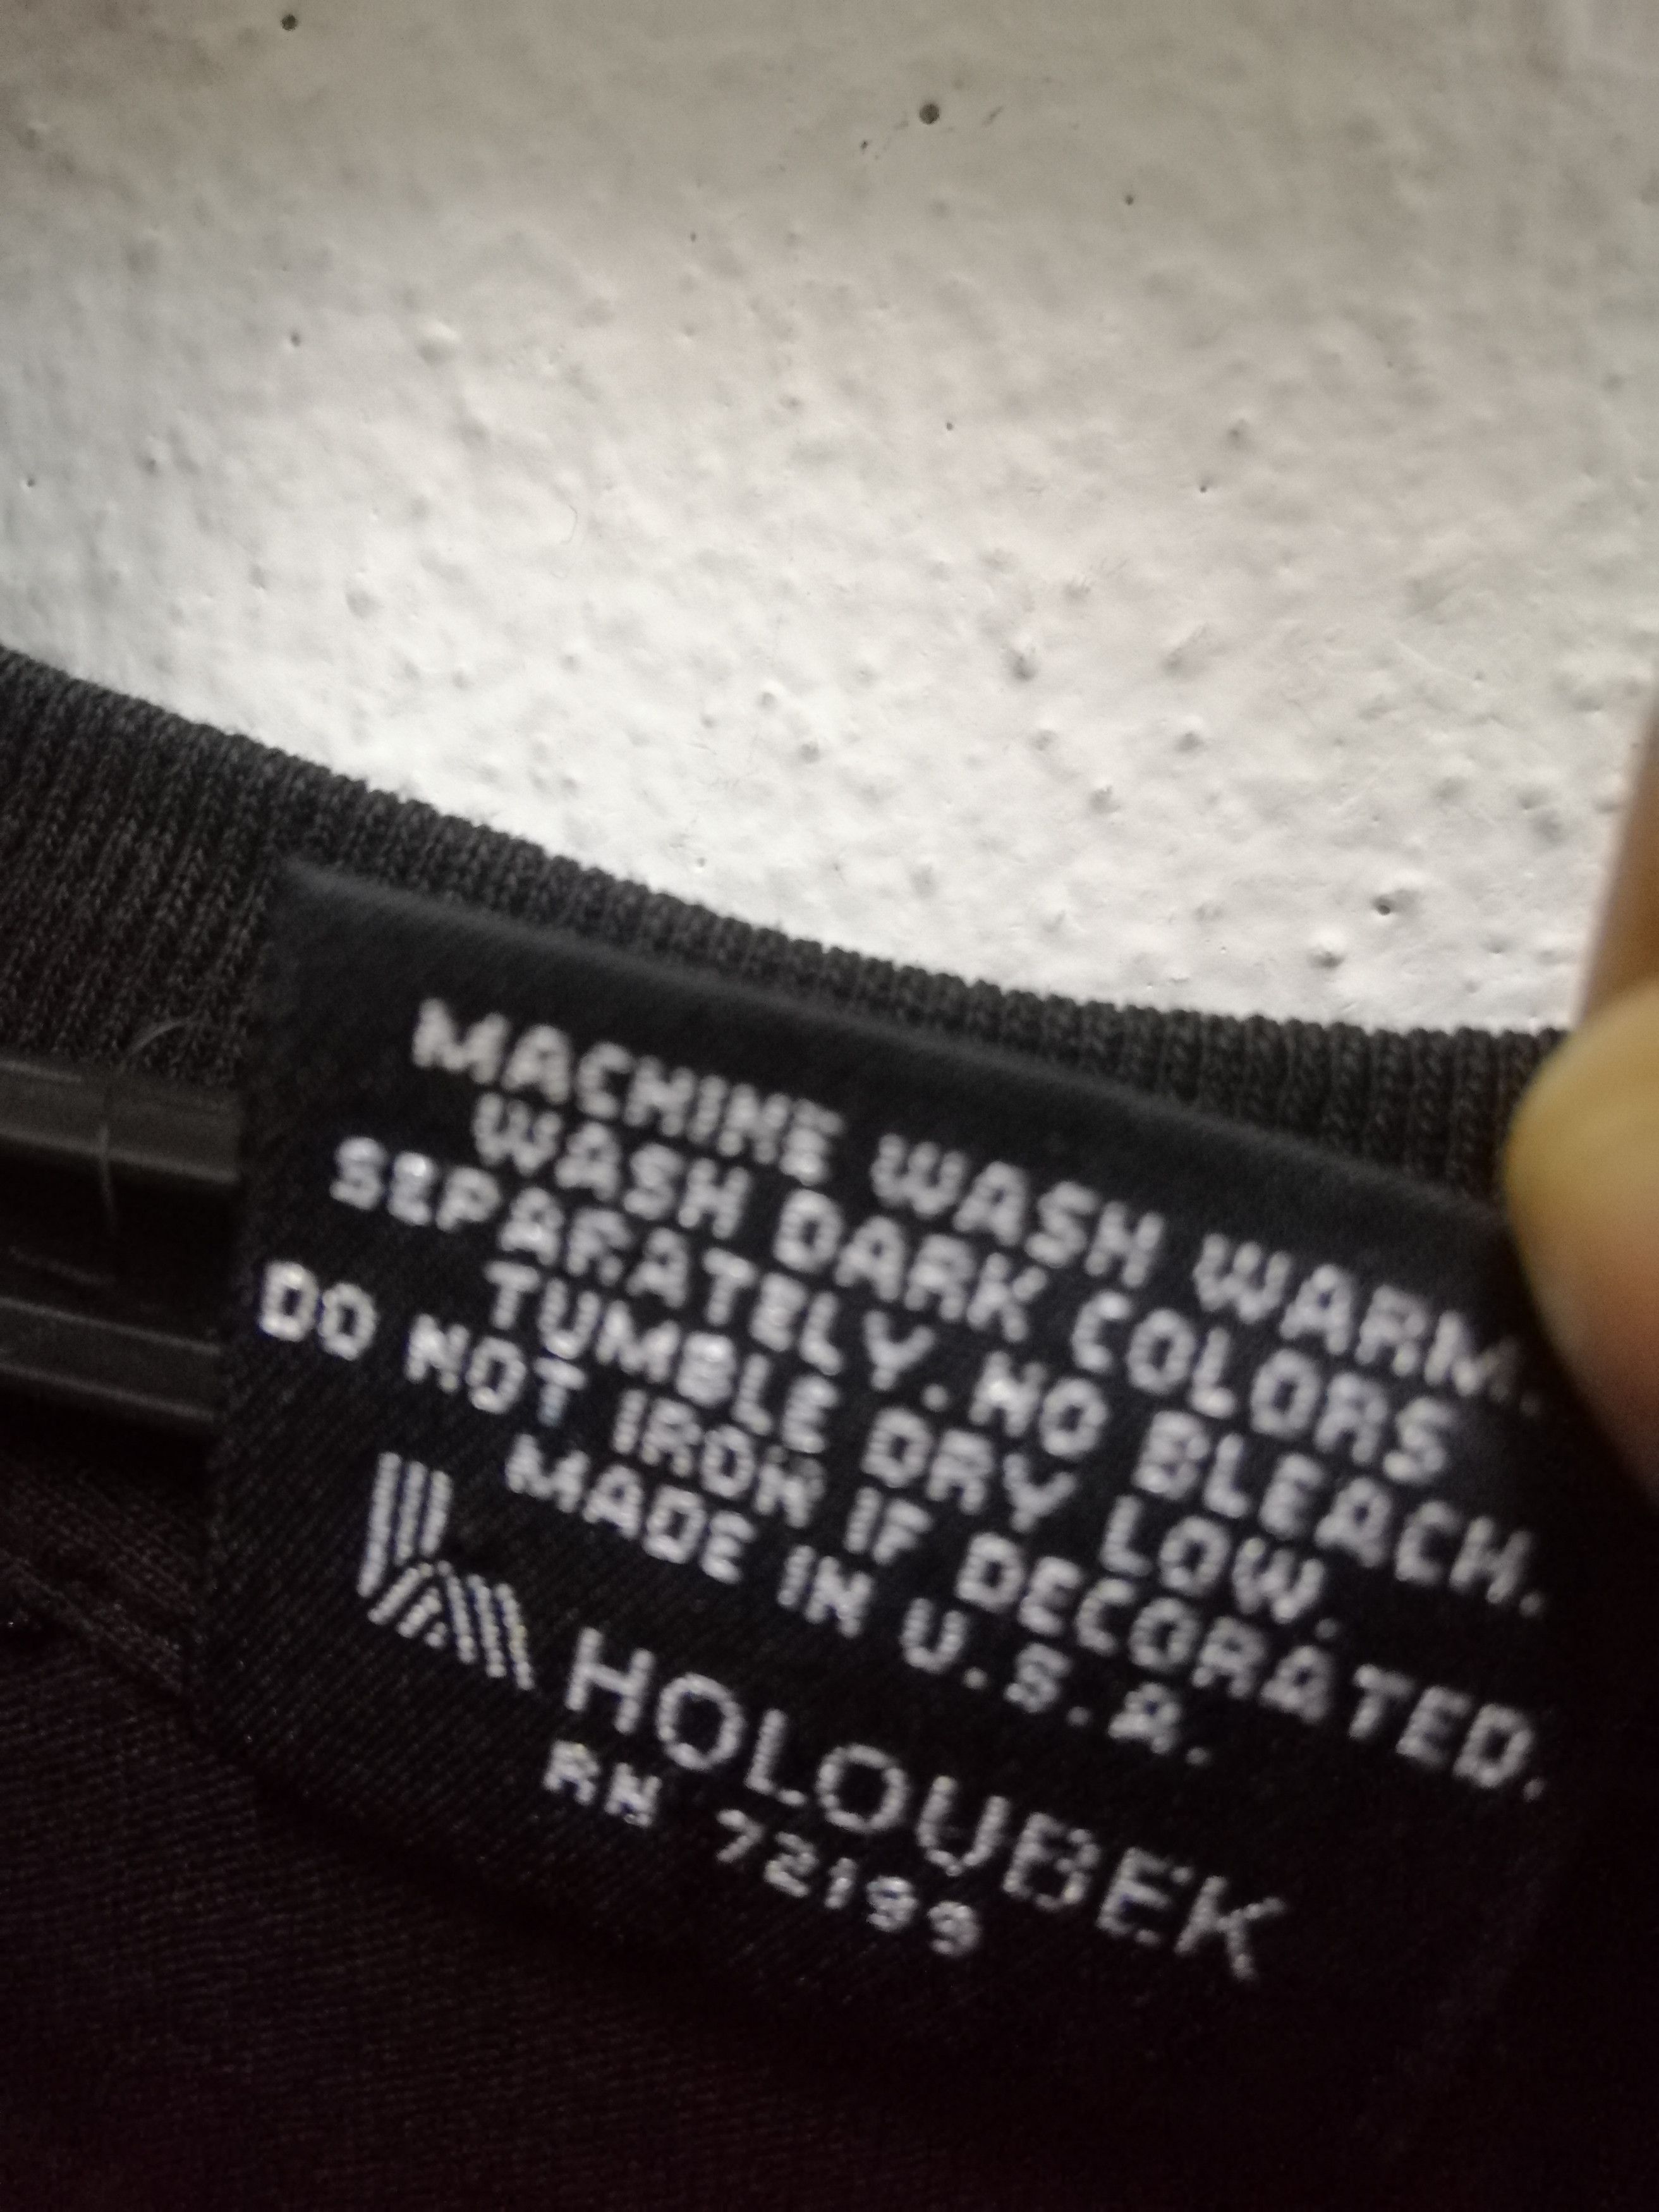 MACHINE WASH WARM.
WASH DARK COLORS
SEPARATELY. NO BLEACH.
TUMBLE DRY LOW.
DO NOT IRON IF DECORATED.
MADE IN U.S.A.
HOLOUBEK
RN 72199